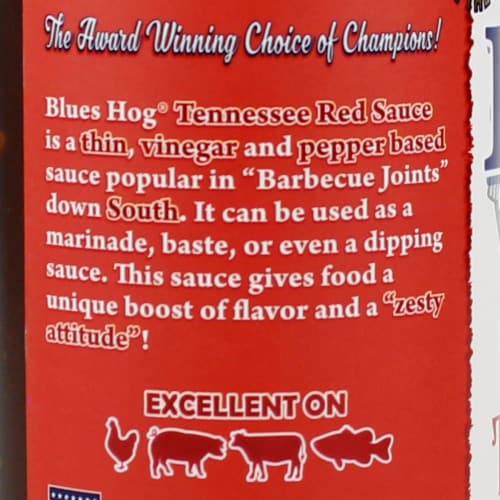 The Award Winning Choice of Champions!
Blues Hog® Tennessee Red Sauce
is a thin, vinegar and pepper based
sauce popular in “Barbecue Joints”
down South. It can be used as a
marinade, baste, or even a dipping
sauce. This sauce gives food a
unique boost of flavor and a “zesty
attitude”!
EXCELLENT ON